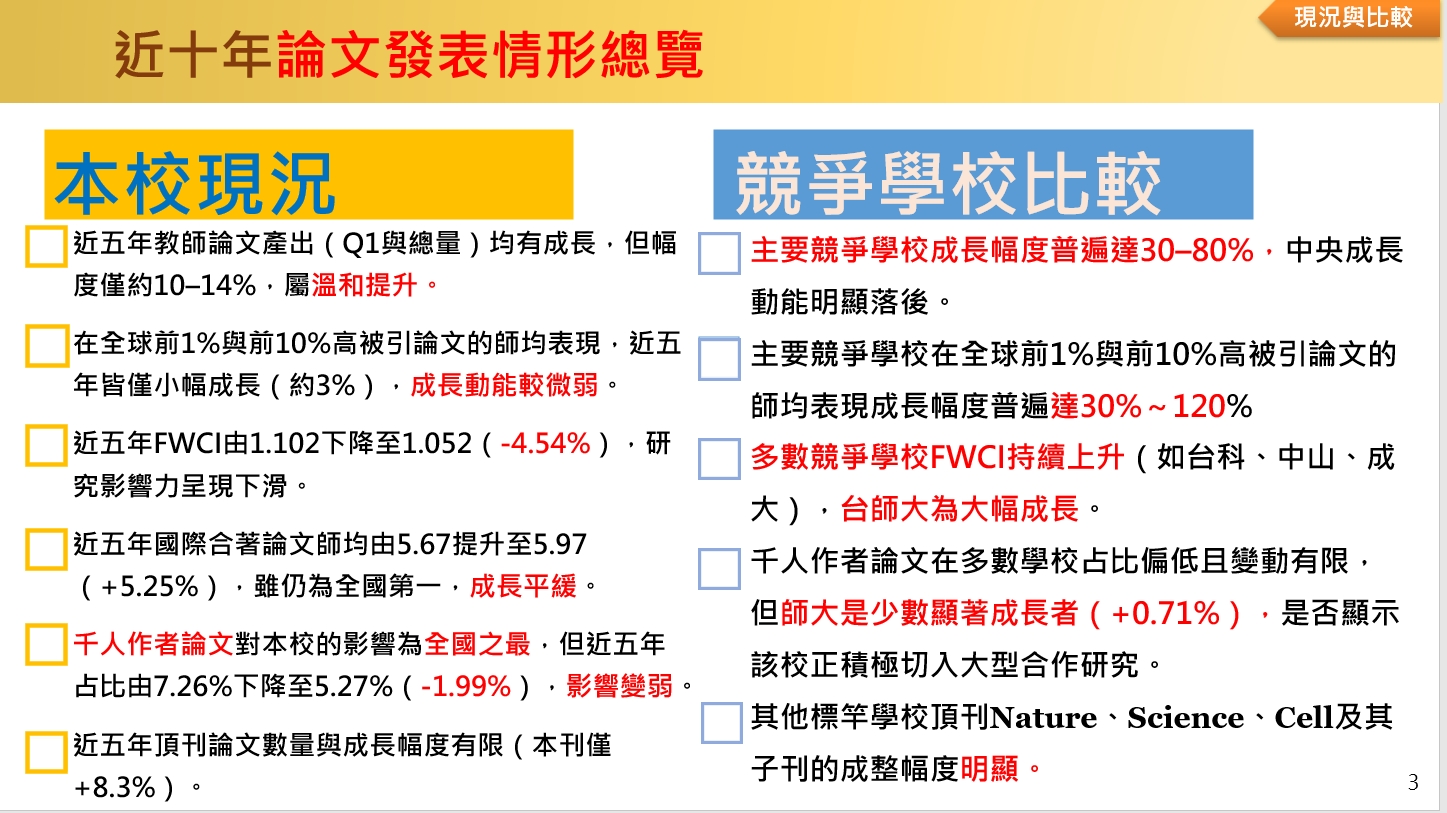 現況與比較
近十年論文發表情形總覽
本校現況
近五年教師論文產出（Q1與總量）均有成長，但幅
度僅約10–14%，屬溫和提升。
在全球前1%與前10%高被引論文的師均表現，近五
年皆僅小幅成長（約3%），成長動能較微弱。
近五年FWCI由1.102下降至1.052（-4.54%），研
究影響力呈現下滑。
近五年國際合著論文師均由5.67提升至5.97
（+5.25%），雖仍為全國第一，成長平緩。
千人作者論文對本校的影響為全國之最，但近五年
占比由7.26%下降至5.27%（-1.99%），影響變弱。
近五年頂刊論文數量與成長幅度有限（本刊僅
+8.3%）。
競爭學校比較
主要競爭學校成長幅度普遍達30–80%，中央成長
動能明顯落後。
主要競爭學校在全球前1%與前10%高被引論文的
師均表現成長幅度普遍達30%～120%
多數競爭學校FWCI持續上升（如台科、中山、成
大），台師大為大幅成長。
千人作者論文在多數學校占比偏低且變動有限，
但師大是少數顯著成長者（+0.71%），是否顯示
該校正積極切入大型合作研究。
其他標竿學校頂刊Nature、Science、Cell及其
子刊的成整幅度明顯。
3